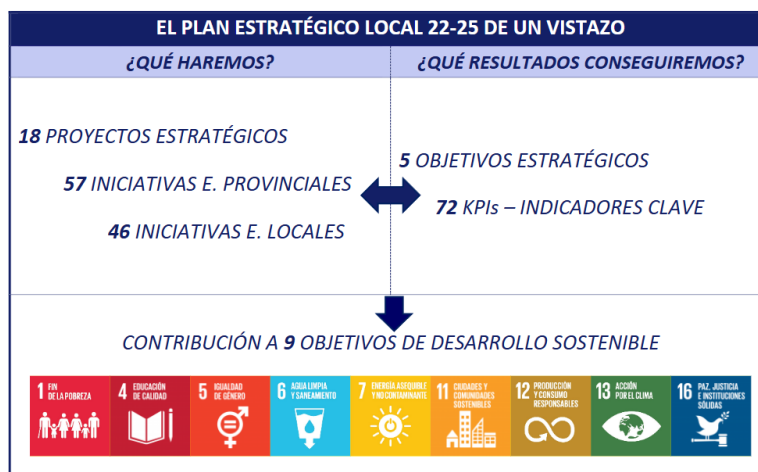 EL PLAN ESTRATÉGICO LOCAL 22-25 DE UN VISTAZO
¿QUÉ HAREMOS?
¿QUÉ RESULTADOS CONSEGUIREMOS?
18 PROYECTOS ESTRATÉGICOS
57 INICIATIVAS E. PROVINCIALES
46 INICIATIVAS E. LOCALES
5 OBJETIVOS ESTRATÉGICOS
72 KPIs – INDICADORES CLAVE
CONTRIBUCIÓN A 9 OBJETIVOS DE DESARROLLO SOSTENIBLE
1 FIN
DE LA POBREZA
4 EDUCACIÓN
DE CALIDAD
5 IGUALDAD
DE GÉNERO
6 AGUA LIMPIA
Y SANEAMIENTO
7 ENERGÍA ASEQUIBLE
Y NO CONTAMINANTE
11 CIUDADES Y
COMUNIDADES
SOSTENIBLES
12 PRODUCCIÓN
Y CONSUMO
RESPONSABLES
13 ACCIÓN
POR EL CLIMA
16 PAZ, JUSTICIA
E INSTITUCIONES
SÓLIDAS